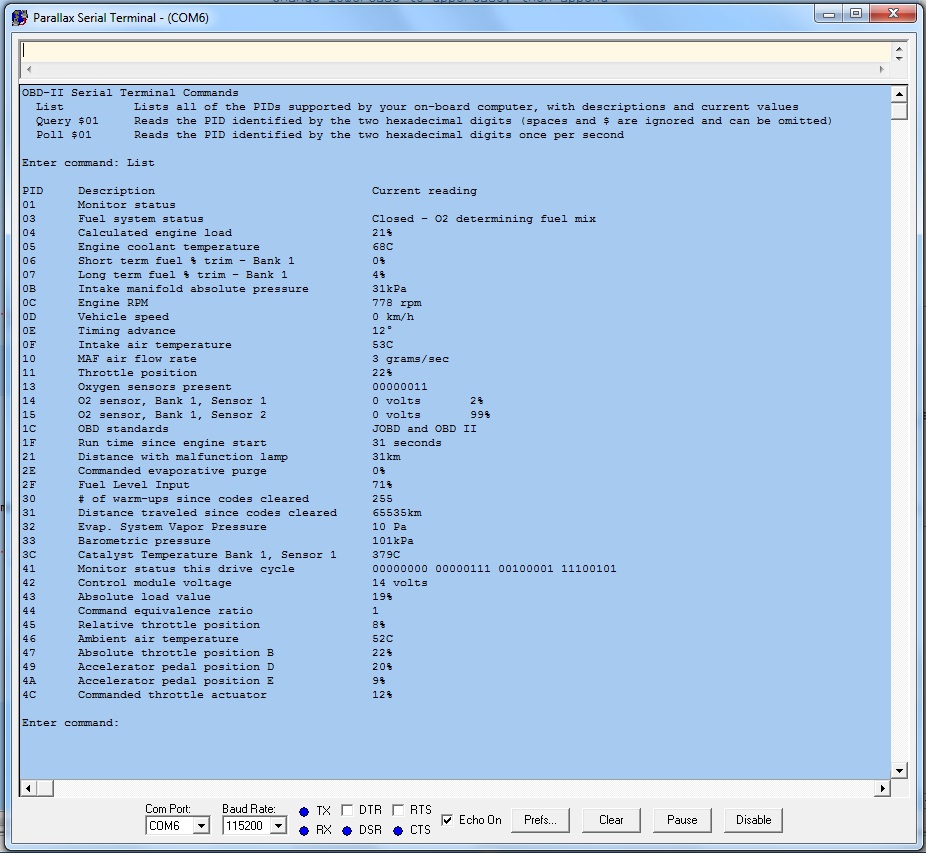 Parallax Serial Terminal - (COM6)
OBD-II Serial Terminal Commands
List Lists all of the PIDs supported by your on-board computer, with descriptions and current values
Query $01 Reads the PID identified by the two hexadecimal digits (spaces and $ are ignored and can be omitted)
Poll $01 Reads the PID identified by the two hexadecimal digits once per second
Enter command: List
PID Description Current reading
01 Monitor status
03 Fuel system status Closed - O2 determining fuel mix
04 Calculated engine load 21%
05 Engine coolant temperature 68C
06 Short term fuel % trim - Bank 1 0%
07 Long term fuel % trim - Bank 1 4%
0B Intake manifold absolute pressure 31kPa
0C Engine RPM 778 rpm
0D Vehicle speed 0 km/h
0E Timing advance 12°
0F Intake air temperature 53C
10 MAF air flow rate 3 grams/sec
11 Throttle position 22%
13 Oxygen sensors present 00000011
14 O2 sensor, Bank 1, Sensor 1 0 volts 2%
15 O2 sensor, Bank 1, Sensor 2 0 volts 99%
1C OBD standards JOBD and OBD II
1F Run time since engine start 31 seconds
21 Distance with malfunction lamp 31km
2E Commanded evaporative purge 0%
2F Fuel Level Input 71%
30 # of warm-ups since codes cleared 255
31 Distance traveled since codes cleared 65535km
32 Evap. System Vapor Pressure 10 Pa
33 Barometric pressure 101kPa
3C Catalyst Temperature Bank 1, Sensor 1 379C
41 Monitor status this drive cycle 00000000 00000111 00100001 11100101
42 Control module voltage 14 volts
43 Absolute load value 19%
44 Command equivalence ratio 1
45 Relative throttle position 8%
46 Ambient air temperature 52C
47 Absolute throttle position B 22%
49 Accelerator pedal position D 20%
4A Accelerator pedal position E 9%
4C Commanded throttle actuator 12%
Enter command:
Com Port: Baud Rate: TX DTR RTS
COM6 115200 RX DSR CTS Echo On Prefs... Clear Pause Disable